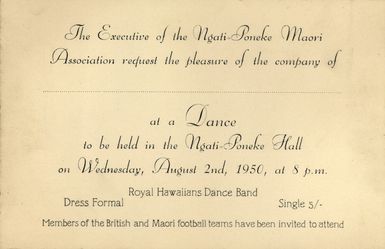 The Executive of the Ngati-Poneke Maori
Association request the pleasure of the company of
at a Dance
to be held in the Ngati-Poneke Hall
on Wednesday, August 2nd, 1950, at 8 p.m.
Royal Hawaiians Dance Band
Dress Formal Single 5/-
Members of the British and Maori football teams have been invited to attend